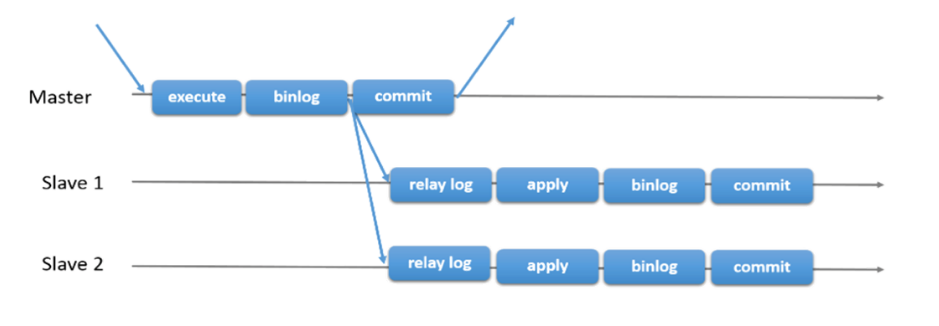 Master execute binlog commit
Slave 1 relay log apply binlog commit
Slave 2 relay log apply binlog commit